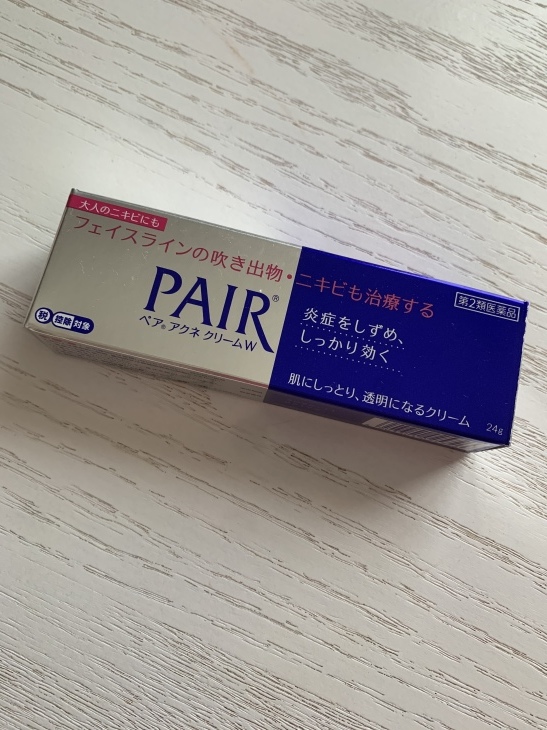 大人のニキビにも
フェイスラインの吹き出物・ニキビも治療する
PAIR®
ペア® アクネ クリームW
税 控除 対象
第2類医薬品
炎症をしずめ、
しっかり効く
肌にしっとり、透明になるクリーム
24g